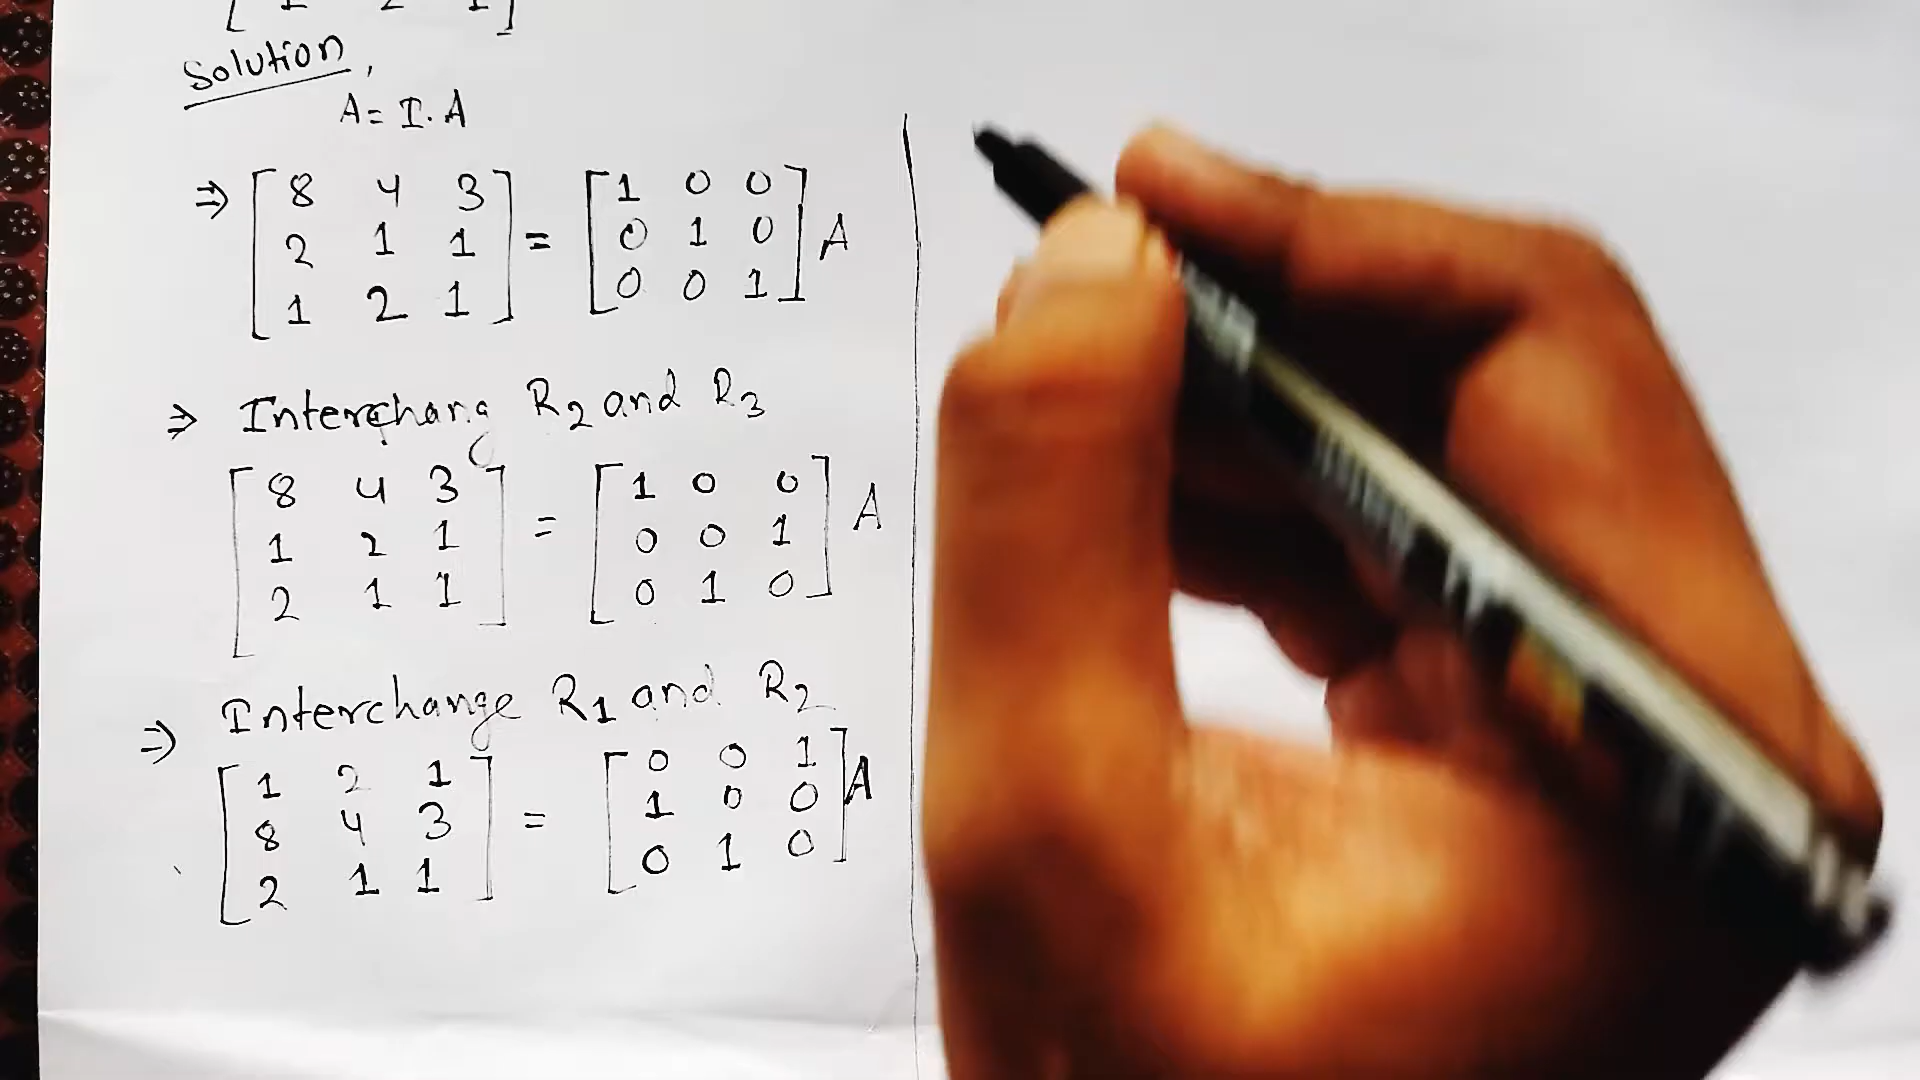 [ 1 2 1 ]
Solution,
A = I. A
⇒ [ 8 4 3 ] [ 1 0 0 ]
[ 2 1 1 ] = [ 0 1 0 ] A
[ 1 2 1 ] [ 0 0 1 ]
⇒ Interchang R2 and R3
[ 8 4 3 ] [ 1 0 0 ]
[ 1 2 1 ] = [ 0 0 1 ] A
[ 2 1 1 ] [ 0 1 0 ]
⇒ Interchange R1 and R2
[ 1 2 1 ] [ 0 0 1 ]
[ 8 4 3 ] = [ 1 0 0 ] A
[ 2 1 1 ] [ 0 1 0 ]